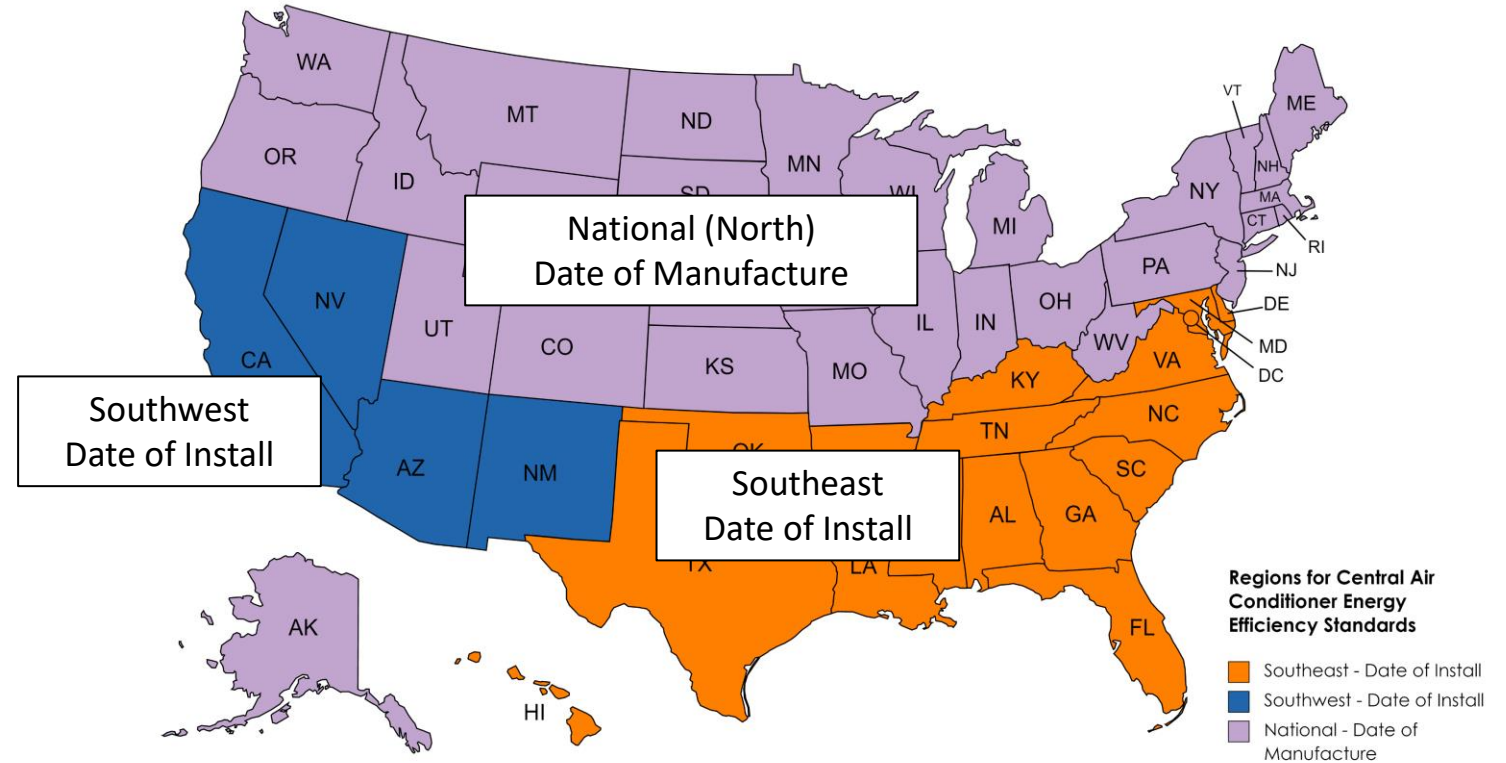 WA
MT
ND
MN
OR
ID
SD
WI
MI
VT
ME
NH
NY
MA
CT
RI
National (North)
Date of Manufacture
PA
NJ
NV
UT
CO
KS
MO
IL
IN
OH
WV
DE
MD
DC
VA
KY
CA
Southwest
Date of Install
AZ
NM
OK
TN
NC
SC
Southeast
Date of Install
AL
GA
TX
LA
FL
AK
HI
Regions for Central Air
Conditioner Energy
Efficiency Standards
Southeast - Date of Install
Southwest - Date of Install
National - Date of
Manufacture